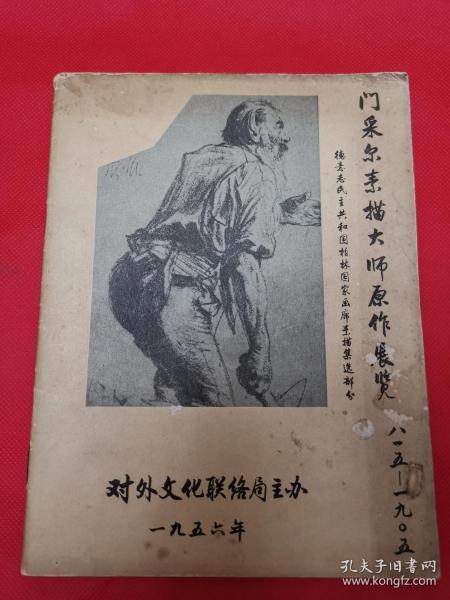 门采尔素描大师原作展览 八一五—一九〇五
德意志民主共和国柏林国家画廊素描集选部分
对外文化联络局主办
一九五六年
孔夫子旧书网
www.kongfz.com